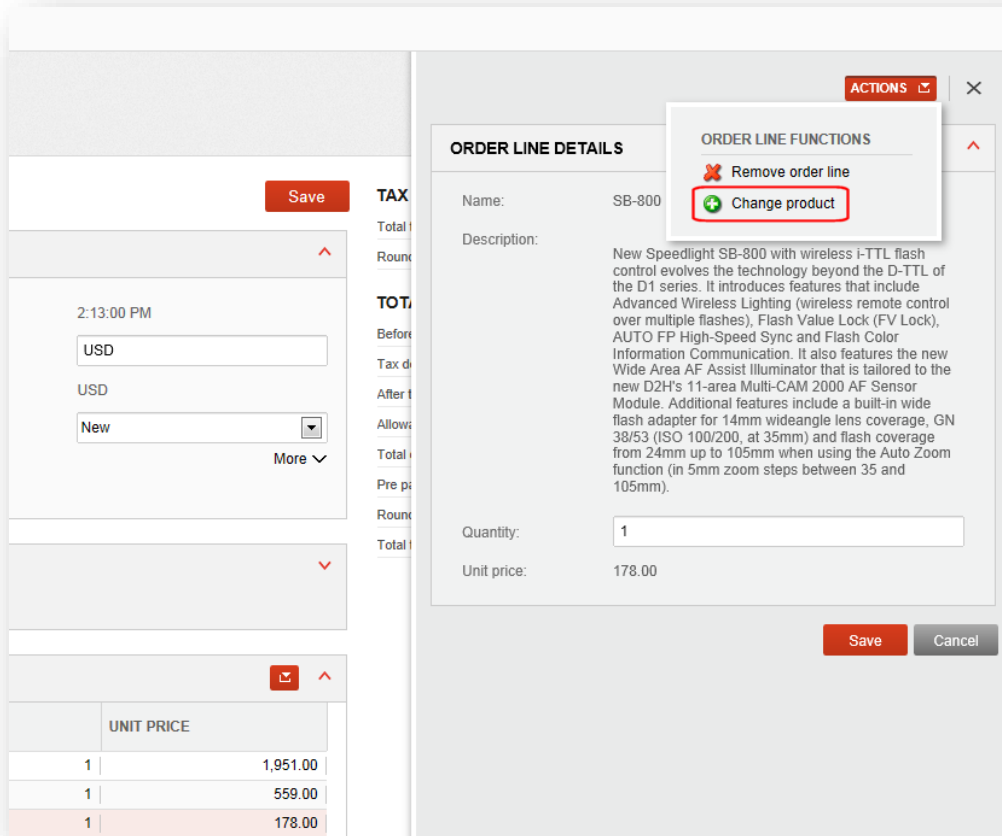 ACTIONS
ORDER LINE FUNCTIONS
Remove order line
Change product
ORDER LINE DETAILS
Name:
SB-800
Description:
New Speedlight SB-800 with wireless i-TTL flash
control evolves the technology beyond the D-TTL of
the D1 series. It introduces features that include
Advanced Wireless Lighting (wireless remote control
over multiple flashes), Flash Value Lock (FV Lock),
AUTO FP High-Speed Sync and Flash Color
Information Communication. It also features the new
Wide Area AF Assist Illuminator that is tailored to the
new D2H's 11-area Multi-CAM 2000 AF Sensor
Module. Additional features include a built-in wide
flash adapter for 14mm wideangle lens coverage, GN
38/53 (ISO 100/200, at 35mm) and flash coverage
from 24mm up to 105mm when using the Auto Zoom
function (in 5mm zoom steps between 35 and
105mm).
Quantity:
1
Unit price:
178.00
Save
Cancel
Save
2:13:00 PM
USD
USD
New
More
TAX
Total
Before
After
Total
Pre
Total
UNIT PRICE
1 1,951.00
1 559.00
1 178.00